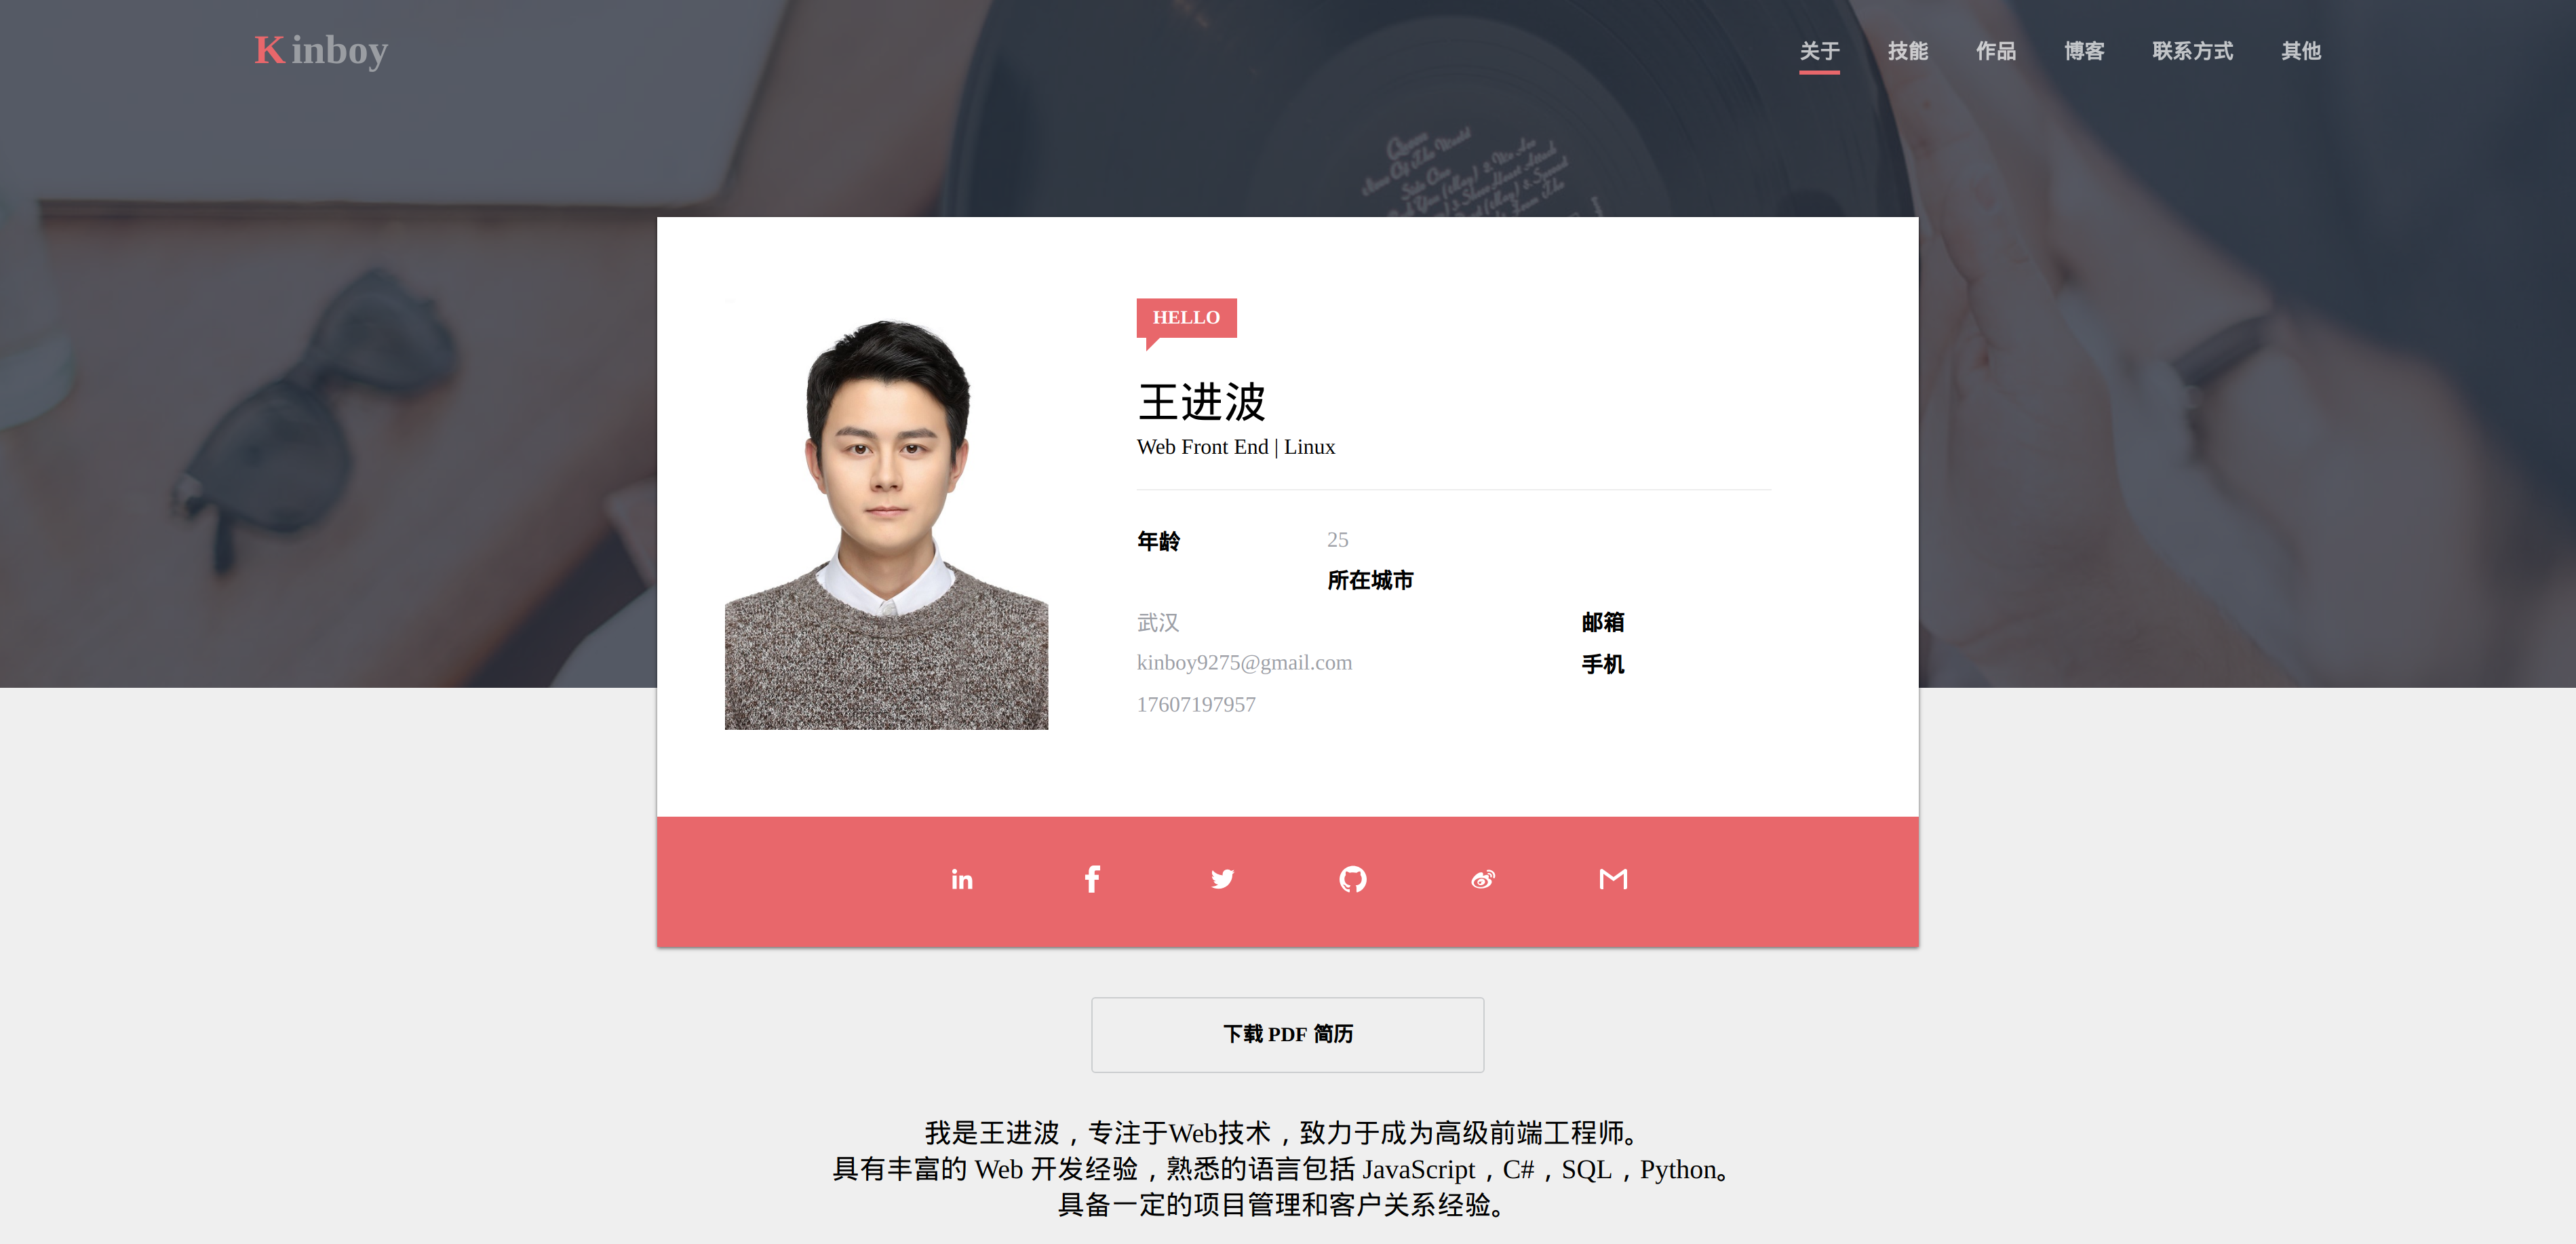 Kinboy
关于 技能 作品 博客 联系方式 其他
Queen
HELLO
王进波
Web Front End | Linux
年龄 25
所在城市
武汉 邮箱
kinboy9275@gmail.com 手机
17607197957
下载 PDF 简历
我是王进波，专注于Web技术，致力于成为高级前端工程师。
具有丰富的 Web 开发经验，熟悉的语言包括 JavaScript，C#，SQL，Python。
具备一定的项目管理和客户关系经验。